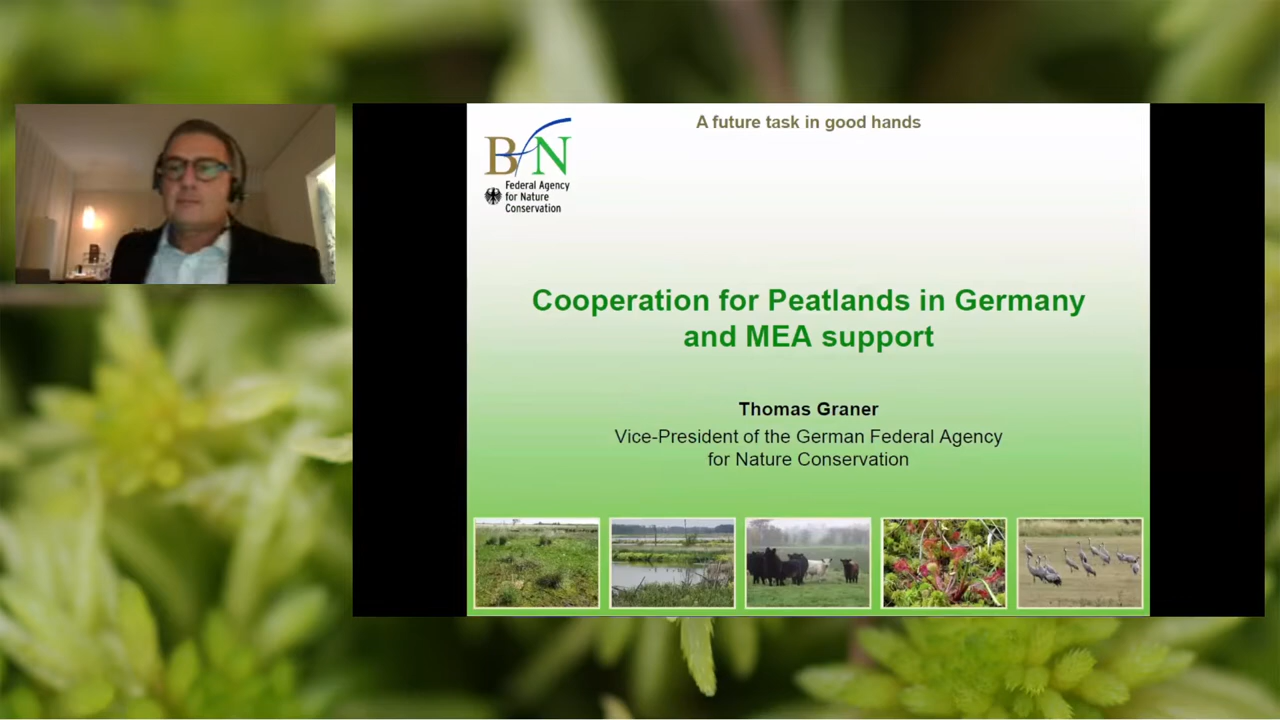 A future task in good hands
BfN
Federal Agency
for Nature
Conservation
Cooperation for Peatlands in Germany
and MEA support
Thomas Graner
Vice-President of the German Federal Agency
for Nature Conservation